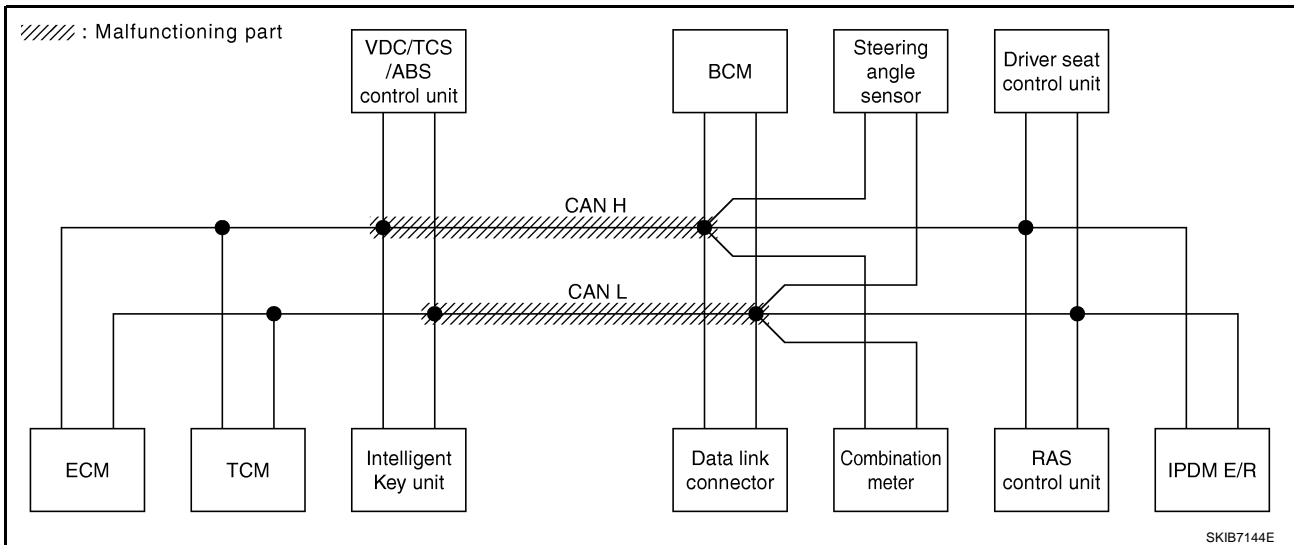 : Malfunctioning part
VDC/TCS
/ABS
control unit
BCM
Steering
angle
sensor
Driver seat
control unit
CAN H
CAN L
ECM
TCM
Intelligent
Key unit
Data link
connector
Combination
meter
RAS
control unit
IPDM E/R
SKIB7144E